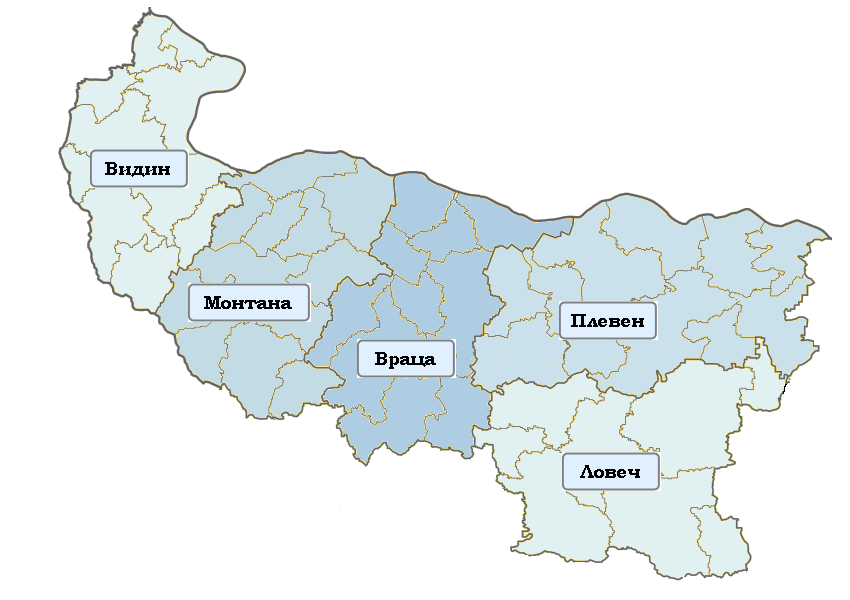 Видин
Монтана
Плевен
Враца
Ловеч